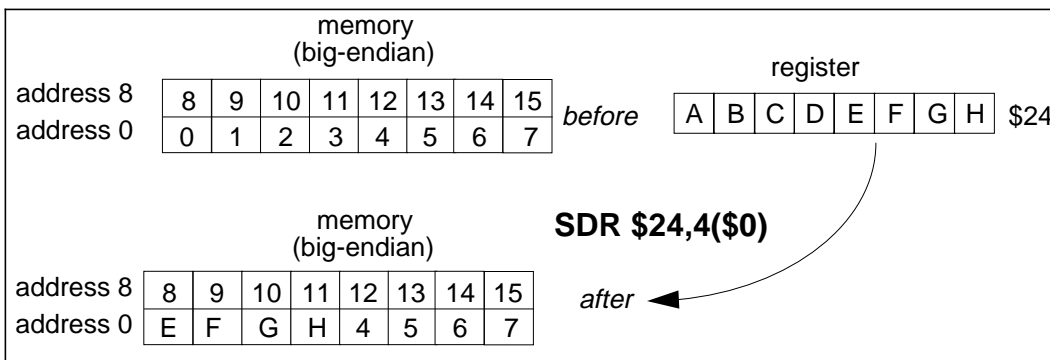 memory
(big-endian)
register
address 8 8 9 10 11 12 13 14 15
address 0 0 1 2 3 4 5 6 7
before
A B C D E F G H $24
memory
(big-endian)
SDR $24,4($0)
address 8 8 9 10 11 12 13 14 15
address 0 E F G H 4 5 6 7
after